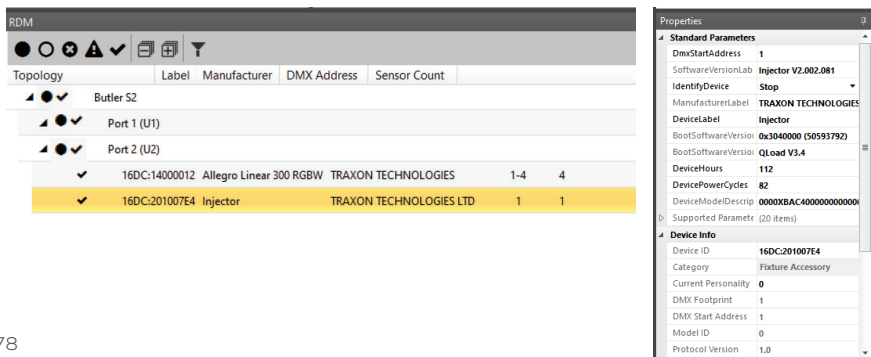 RDM
Topology Label Manufacturer DMX Address Sensor Count
Butler S2
Port 1 (U1)
Port 2 (U2)
16DC:14000012 Allegro Linear 300 RGBW TRAXON TECHNOLOGIES 1-4 4
16DC:201007E4 Injector TRAXON TECHNOLOGIES LTD 1 1
78
Properties
Standard Parameters
DmxStartAddress 1
SoftwareVersionLab Injector V2.002.081
IdentifyDevice Stop
ManufacturerLabel TRAXON TECHNOLOGIES
DeviceLabel Injector
BootSoftwareVersio 0x3040000 (50593792)
BootSoftwareVersio QLoad V3.4
DeviceHours 112
DevicePowerCycles 82
DeviceModelDescrip
Supported Paramete (20 items)
Device Info
Device ID 16DC:201007E4
Category Fixture Accessory
Current Personality 0
DMX Footprint 1
DMX Start Address 1
Model ID 0
Protocol Version 1.0